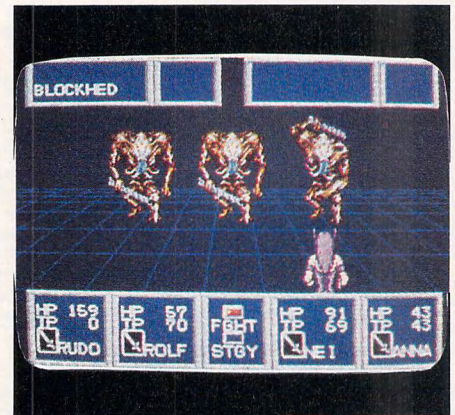 BLOCKHED
HP 159
TP 0
RUDO
HP 57
TP 70
ROLF
FGHT
STGY
HP 91
TP 69
NEI
HP 43
TP 43
ANNA